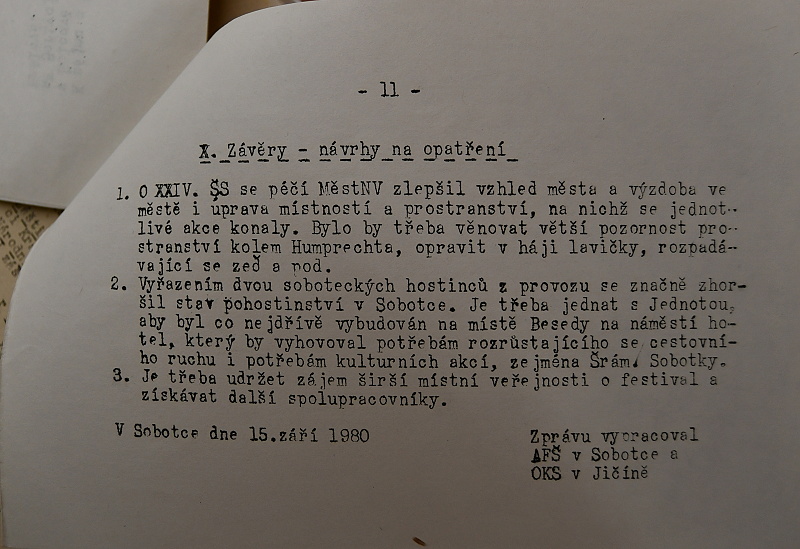 - 11 -
X. Závěry - návrhy na opatření
1. O XXIV. ŠS se péčí MěstNV zlepšil vzhled města a výzdoba ve
městě i úprava místností a prostranství, na nichž se jednot-
livé akce konaly. Bylo by třeba věnovat větší pozornost pro-
stranství kolem Humprechta, opravit v háji lavičky, rozpadá-
vající se zeď a pod.
2. Vyřazením dvou soboteckých hostinců z provozu se značně zhor-
šil stav pohostinství v Sobotce. Je třeba jednat s Jednotou,
aby byl co nejdříve vybudován na místě Besedy na náměstí ho-
tel, který by vyhovoval potřebám rozrůstajícího se cestovní-
ho ruchu i potřebám kulturních akcí, zejména Šrám. Sobotky.
3. Je třeba udržet zájem širší místní veřejnosti o festival a
získávat další spolupracovníky.
V Sobotce dne 15.září 1980
Zprávu vypracoval
AFŠ v Sobotce a
OKS v Jičíně